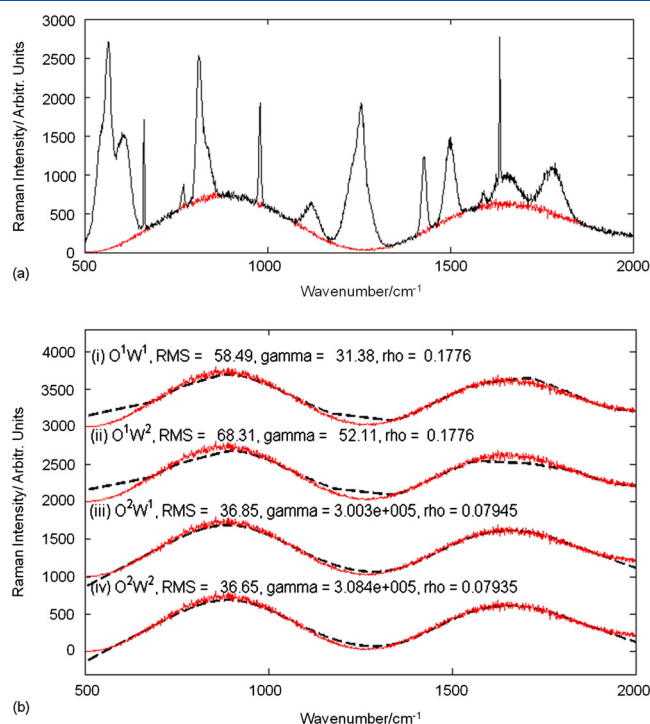 3000
2500
2000
1500
1000
500
0
Raman Intensity/ Arbitr. Units
500 1000 1500 2000
Wavenumber/cm-1
(a)
4000
3500
3000
2500
2000
1500
1000
500
0
Raman Intensity/ Arbitr. Units
(i) O1W1, RMS = 58.49, gamma = 31.38, rho = 0.1776
(ii) O1W2, RMS = 68.31, gamma = 52.11, rho = 0.1776
(iii) O2W1, RMS = 36.85, gamma = 3.003e+005, rho = 0.07945
(iv) O2W2, RMS = 36.65, gamma = 3.084e+005, rho = 0.07935
500 1000 1500 2000
Wavenumber/cm-1
(b)